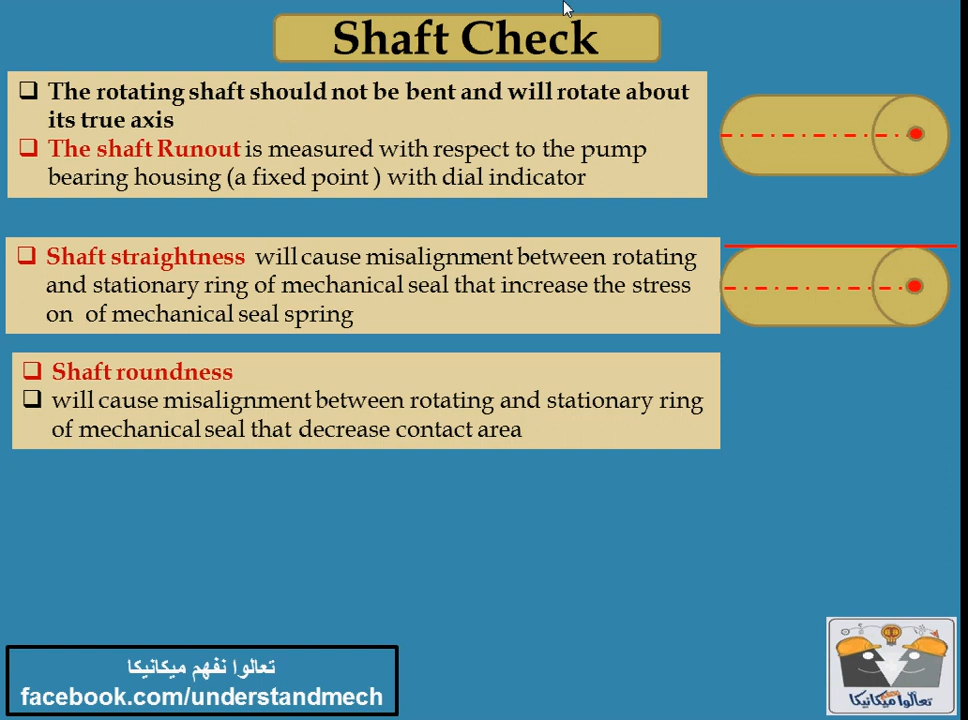 Shaft Check
❑ The rotating shaft should not be bent and will rotate about
its true axis
❑ The shaft Runout is measured with respect to the pump
bearing housing (a fixed point ) with dial indicator
❑ Shaft straightness will cause misalignment between rotating
and stationary ring of mechanical seal that increase the stress
on of mechanical seal spring
❑ Shaft roundness
❑ will cause misalignment between rotating and stationary ring
of mechanical seal that decrease contact area
تعالوا نفهم ميكانيكا
facebook.com/understandmech
تعالوا ميكانيكا